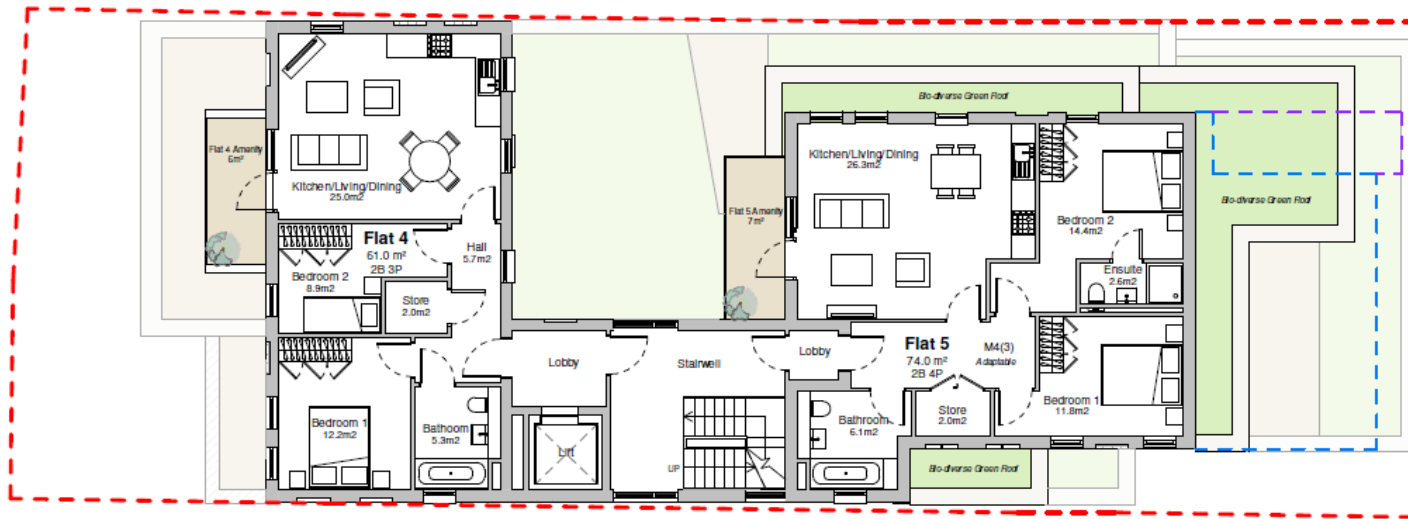 Bio-diverse Green Roof
Flat 4 Amenity
6m²
Kitchen/Living/Dining
25.0m2
Flat 4
61.0 m²
2B 3P
Hall
5.7m2
Bedroom 2
8.9m2
Store
2.0m2
Bedroom 1
12.2m2
Bathoom
5.3m2
Lobby
Lift
Stairwell
UP
Flat 5 Amenity
7m²
Kitchen/Living/Dining
26.3m2
Bedroom 2
14.4m2
Ensuite
2.6m2
Bio-diverse Green Roof
Lobby
Flat 5
74.0 m²
2B 4P
M4(3)
Adaptable
Bathroom
6.1m2
Store
2.0m2
Bedroom 1
11.8m2
Bio-diverse Green Roof